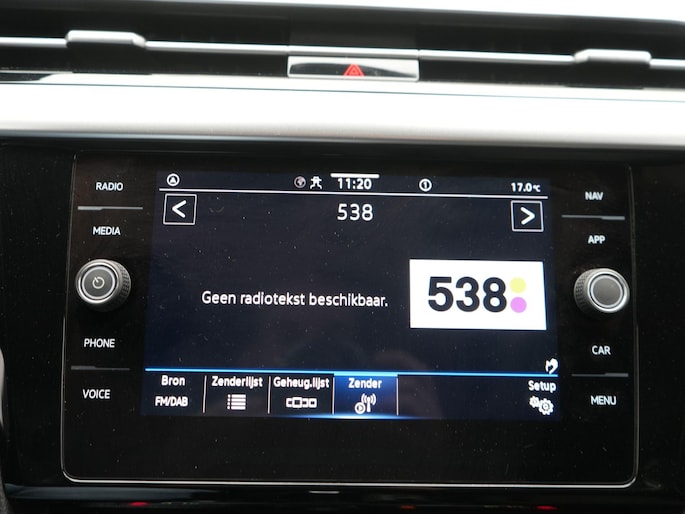 RADIO
MEDIA
PHONE
VOICE
11:20
17.0°C
538
Geen radiotekst beschikbaar.
538
Bron
FM/DAB
Zenderlijst
Geheug.lijst
Zender
Setup
NAV
APP
CAR
MENU